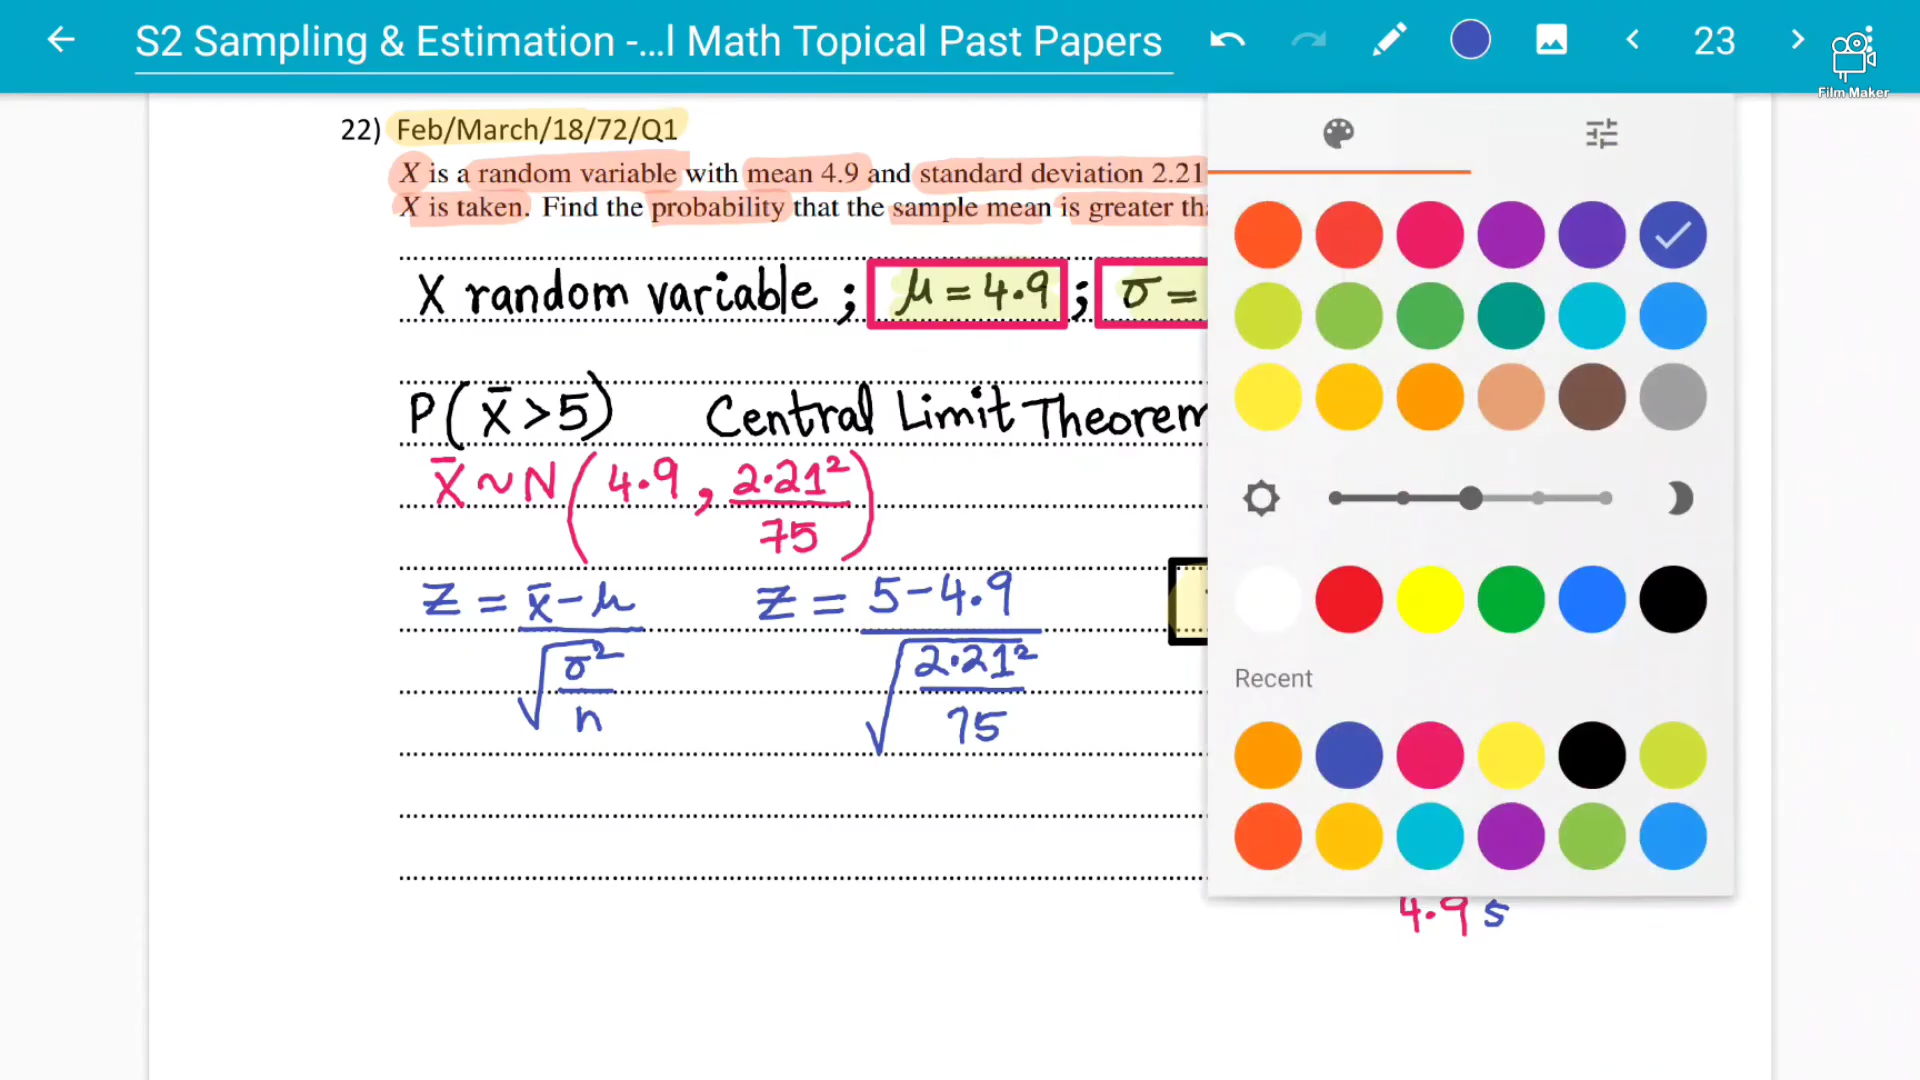 S2 Sampling & Estimation -...l Math Topical Past Papers 23
Film Maker
22) Feb/March/18/72/Q1
X is a random variable with mean 4.9 and standard deviation 2.21
X is taken. Find the probability that the sample mean is greater th
X random variable ; μ = 4.9 ; σ =
P( x̄ > 5) Central Limit Theorem
X̄ ~ N ( 4.9 , 2.21² / 75 )
Z = x̄ - μ / √ σ² / n Z = 5 - 4.9 / √ 2.21² / 75
Recent
4.9 5